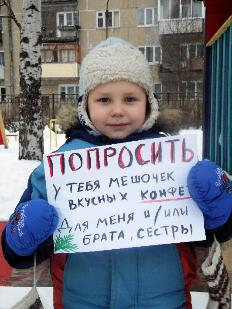 ПОПРОСИТЬ
У ТЕБЯ МЕШОЧЕК
ВКУСНЫХ КОНФЕТ
ДЛЯ МЕНЯ И/ИЛИ
БРАТА, СЕСТРЫ